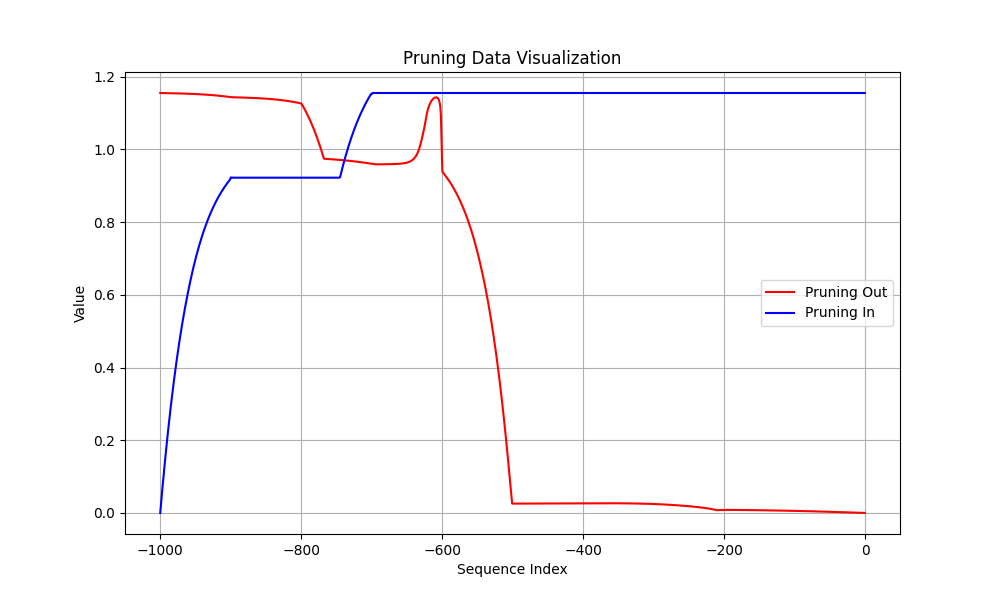 Pruning Data Visualization
1.2
1.0
0.8
0.6
0.4
0.2
0.0
Value
Pruning Out
Pruning In
−1000 −800 −600 −400 −200 0
Sequence Index